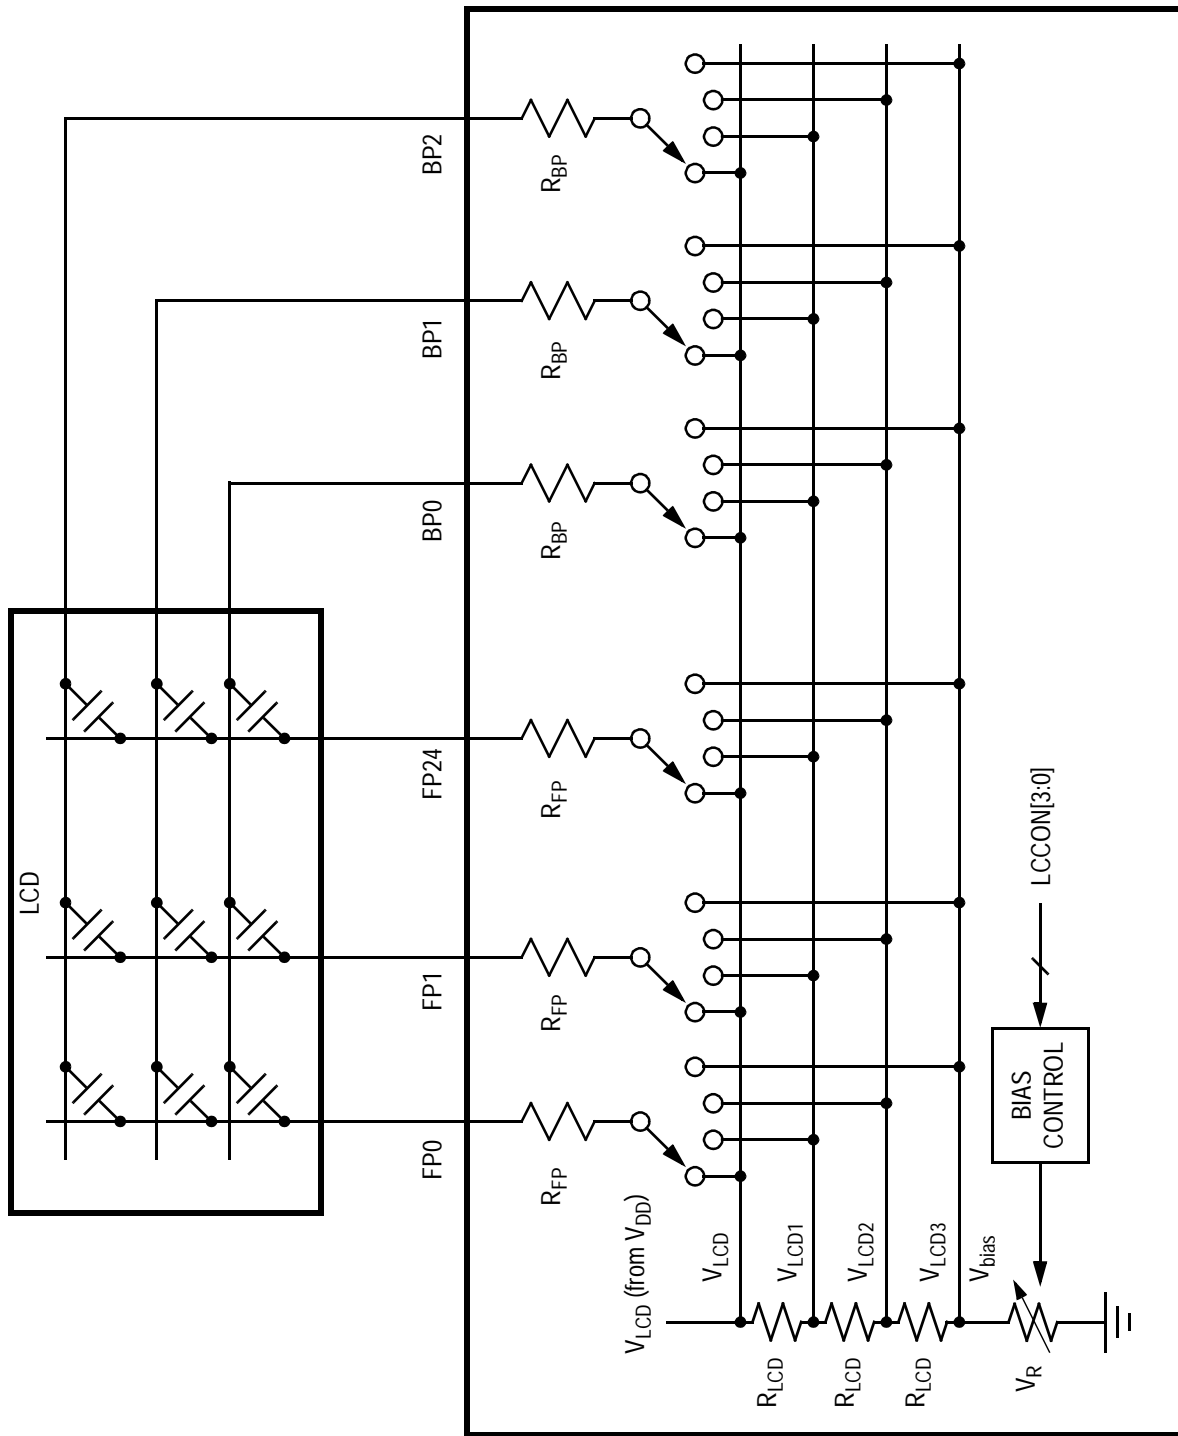 LCD
FP0
FP1
FP24
BP0
BP1
BP2
RFP
RFP
RFP
RBP
RBP
RBP
VLCD (from VDD)
VLCD
VLCD1
VLCD2
VLCD3
Vbias
RLCD
RLCD
RLCD
VR
BIAS
CONTROL
LCCON[3:0]